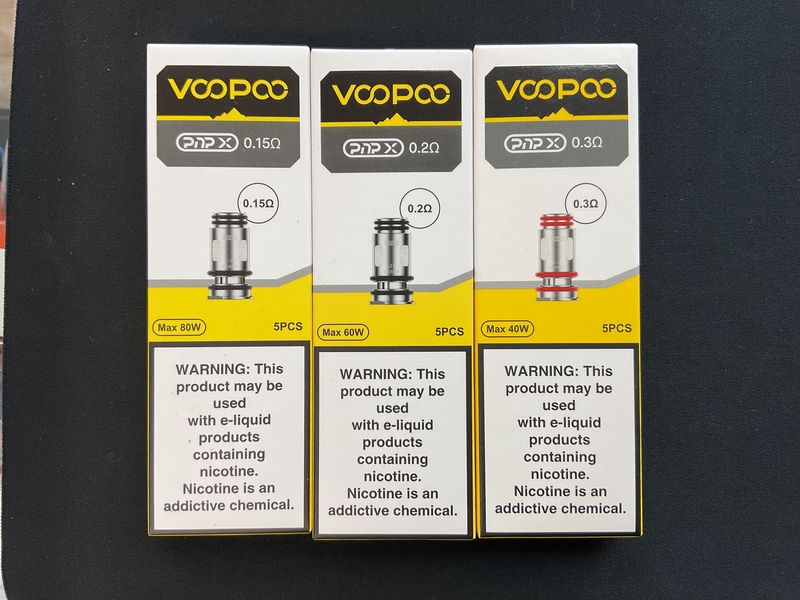 VOOPOO
PNP X 0.15Ω
0.15Ω
Max 80W 5PCS
WARNING: This
product may be
used
with e-liquid
products
containing
nicotine.
Nicotine is an
addictive chemical.
VOOPOO
PNP X 0.2Ω
0.2Ω
Max 60W 5PCS
WARNING: This
product may be
used
with e-liquid
products
containing
nicotine.
Nicotine is an
addictive chemical.
VOOPOO
PNP X 0.3Ω
0.3Ω
Max 40W 5PCS
WARNING: This
product may be
used
with e-liquid
products
containing
nicotine.
Nicotine is an
addictive chemical.